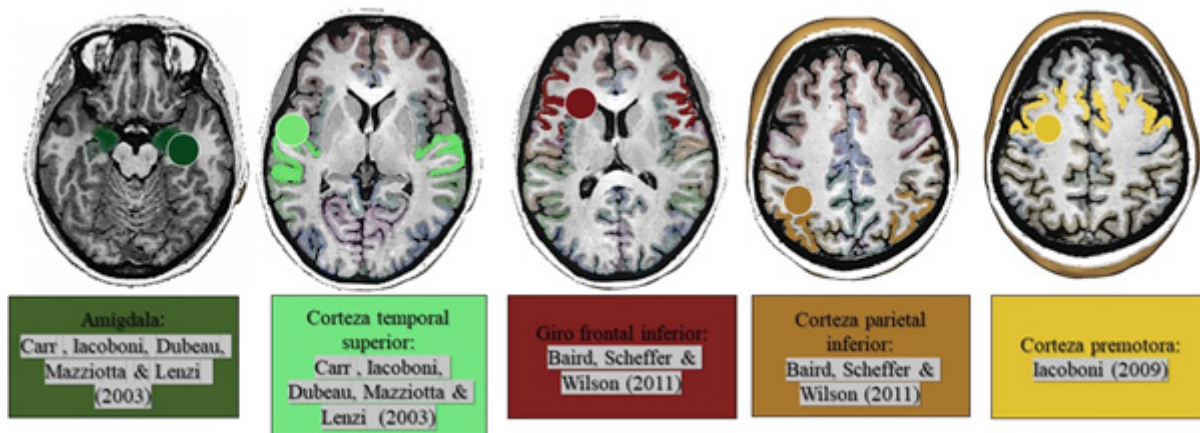 Amígdala:
Carr , Iacoboni, Dubeau,
Mazziotta & Lenzi
(2003)
Corteza temporal
superior:
Carr , Iacoboni,
Dubeau, Mazziotta &
Lenzi (2003)
Giro frontal inferior:
Baird, Scheffer &
Wilson (2011)
Corteza parietal
inferior:
Baird, Scheffer &
Wilson (2011)
Corteza premotora:
Iacoboni (2009)